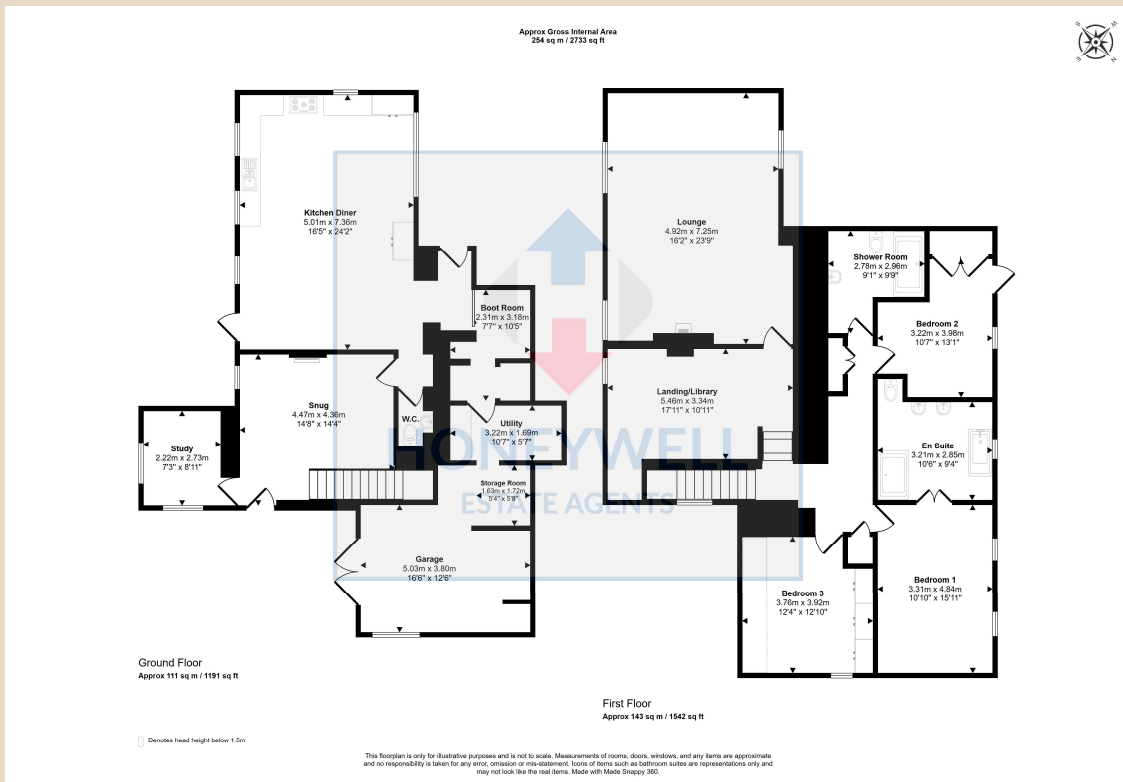 Approx Gross Internal Area
254 sq m / 2733 sq ft
S
W
E
N
Kitchen Diner
5.01m x 7.36m
16'5" x 24'2"
Boot Room
2.31m x 3.18m
7'7" x 10'5"
Snug
4.47m x 4.36m
14'8" x 14'4"
W.C.
Utility
3.22m x 1.69m
10'7" x 5'7"
Study
2.22m x 2.73m
7'3" x 8'11"
Storage Room
1.63m x 1.72m
5'4" x 5'8"
Garage
5.03m x 3.80m
16'6" x 12'6"
Lounge
4.92m x 7.25m
16'2" x 23'9"
Landing/Library
5.46m x 3.34m
17'11" x 10'11"
Shower Room
2.78m x 2.96m
9'1" x 9'9"
Bedroom 2
3.22m x 3.98m
10'7" x 13'1"
En Suite
3.21m x 2.85m
10'6" x 9'4"
Bedroom 1
3.31m x 4.84m
10'10" x 15'11"
Bedroom 3
3.76m x 3.92m
12'4" x 12'10"
HONEYWELL
ESTATE AGENTS
Ground Floor
Approx 111 sq m / 1191 sq ft
First Floor
Approx 143 sq m / 1542 sq ft
Denotes head height below 1.5m
This floorplan is only for illustrative purposes and is not to scale. Measurements of rooms, doors, windows, and any items are approximate
and no responsibility is taken for any error, omission or mis-statement. Icons of items such as bathroom suites are representations only and
may not look like the real items. Made with Made Snappy 360.